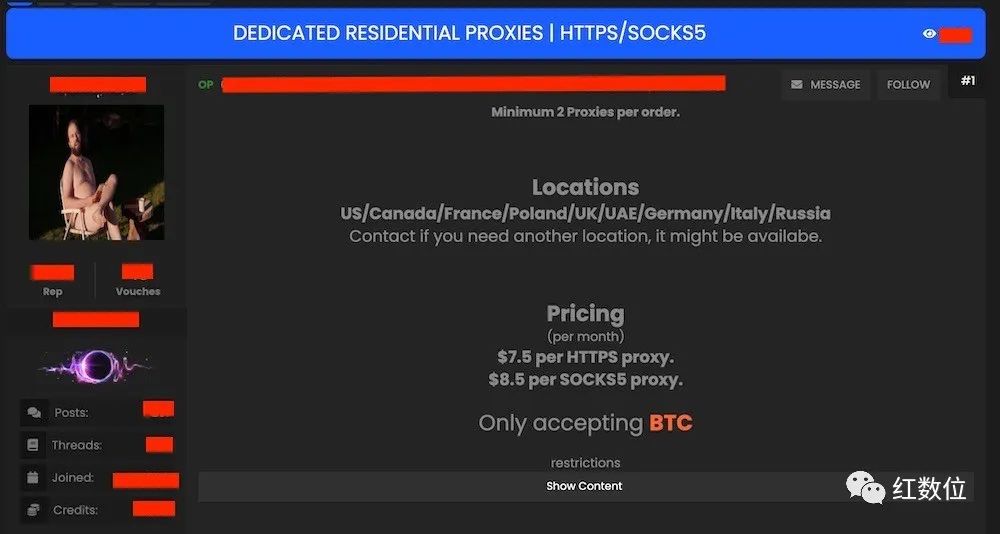 DEDICATED RESIDENTIAL PROXIES | HTTPS/SOCKS5
OP
MESSAGE
FOLLOW
#1
Minimum 2 Proxies per order.
Locations
US/Canada/France/Poland/UK/UAE/Germany/Italy/Russia
Contact if you need another location, it might be availabe.
Rep
Vouches
Pricing
(per month)
$7.5 per HTTPS proxy.
$8.5 per SOCKS5 proxy.
Only accepting BTC
Posts:
Threads:
Joined:
Credits:
restrictions
Show Content
红数位